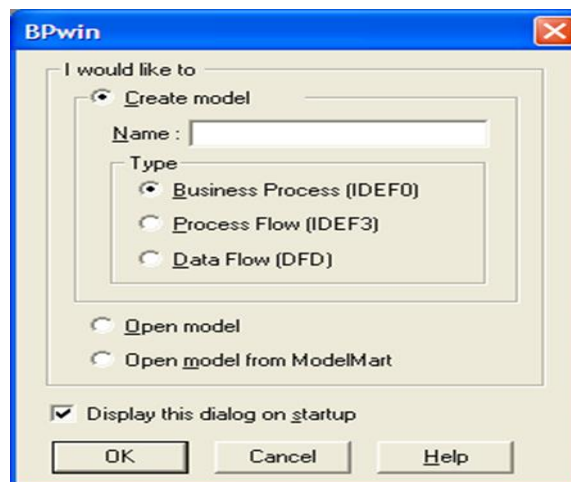 BPwin
I would like to
Create model
Name :
Type
Business Process (IDEF0)
Process Flow (IDEF3)
Data Flow (DFD)
Open model
Open model from ModelMart
Display this dialog on startup
OK
Cancel
Help